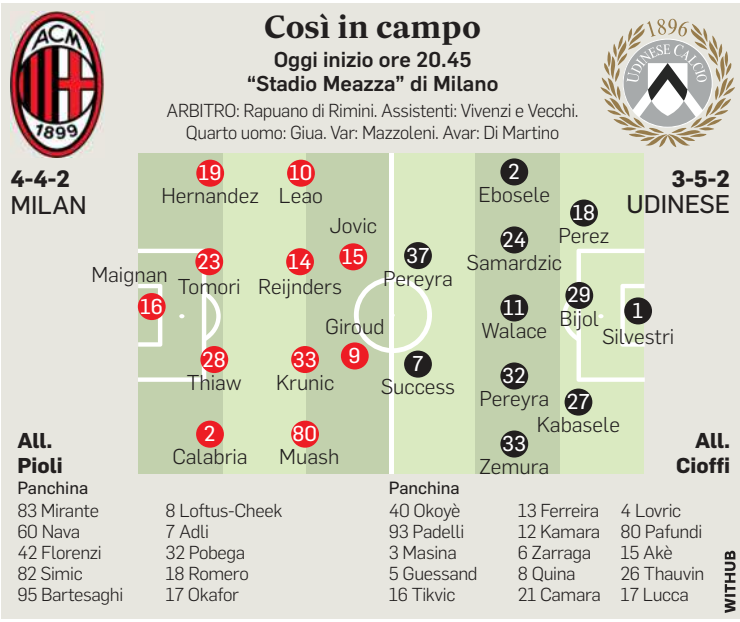 ACM
1899
Così in campo
Oggi inizio ore 20.45
“Stadio Meazza” di Milano
ARBITRO: Rapuano di Rimini. Assistenti: Vivenzi e Vecchi.
Quarto uomo: Giua. Var: Mazzoleni. Avar: Di Martino
1896
UDINESE CALCIO
4-4-2
MILAN
3-5-2
UDINESE
Maignan
16
19
Hernandez
23
Tomori
28
Thiaw
2
Calabria
10
Leao
14
Reijnders
33
Krunic
80
Muash
Jovic
15
Giroud
9
37
Pereyra
7
Success
2
Ebosele
24
Samardzic
11
Walace
32
Pereyra
33
Zemura
18
Perez
29
Bijol
27
Kabasele
1
Silvestri
All.
Pioli
Panchina
83 Mirante
60 Nava
42 Florenzi
82 Simic
95 Bartesaghi
8 Loftus-Cheek
7 Adli
32 Pobega
18 Romero
17 Okafor
All.
Cioffi
Panchina
40 Okoyè
93 Padelli
3 Masina
5 Guessand
16 Tikvic
13 Ferreira
12 Kamara
6 Zarraga
8 Quina
21 Camara
4 Lovric
80 Pafundi
15 Akè
26 Thauvin
17 Lucca
WITHUB